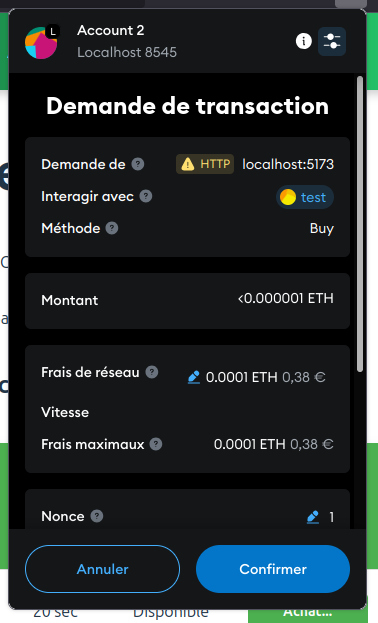 L
Account 2
Localhost 8545
Demande de transaction
Demande de HTTP localhost:5173
Interagir avec test
Méthode Buy
Montant <0.000001 ETH
Frais de réseau 0.0001 ETH 0,38 €
Vitesse
Frais maximaux 0.0001 ETH 0,38 €
Nonce 1
Annuler Confirmer
20 sec Disponible Achat...